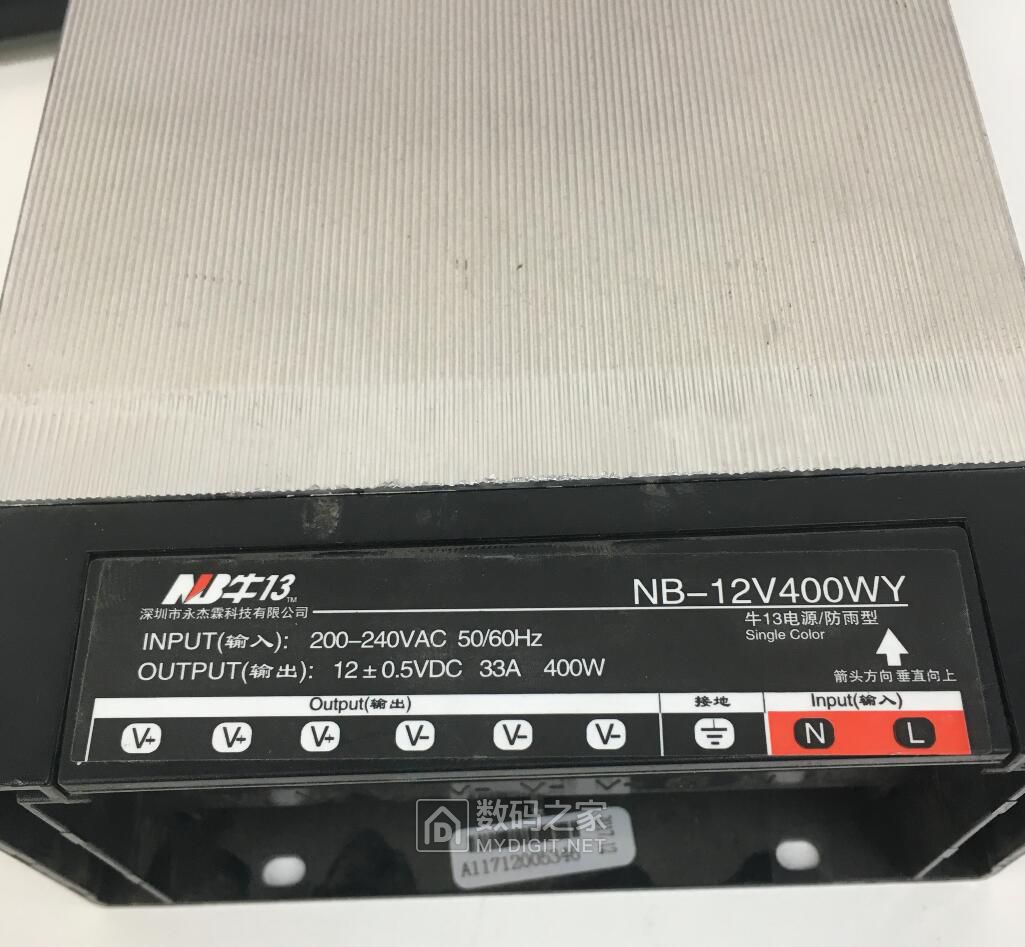 NB牛13 TM
NB-12V400WY
深圳市永杰霖科技有限公司
牛13电源/防雨型
Single Color
INPUT(输入): 200-240VAC 50/60Hz
OUTPUT(输出): 12±0.5VDC 33A 400W
箭头方向 垂直向上
Output(输出) 接地 Input(输入)
V+ V+ V+ V- V- V- N L
V- V- V-
数码之家
MYDIGIT.NET
A11712006346